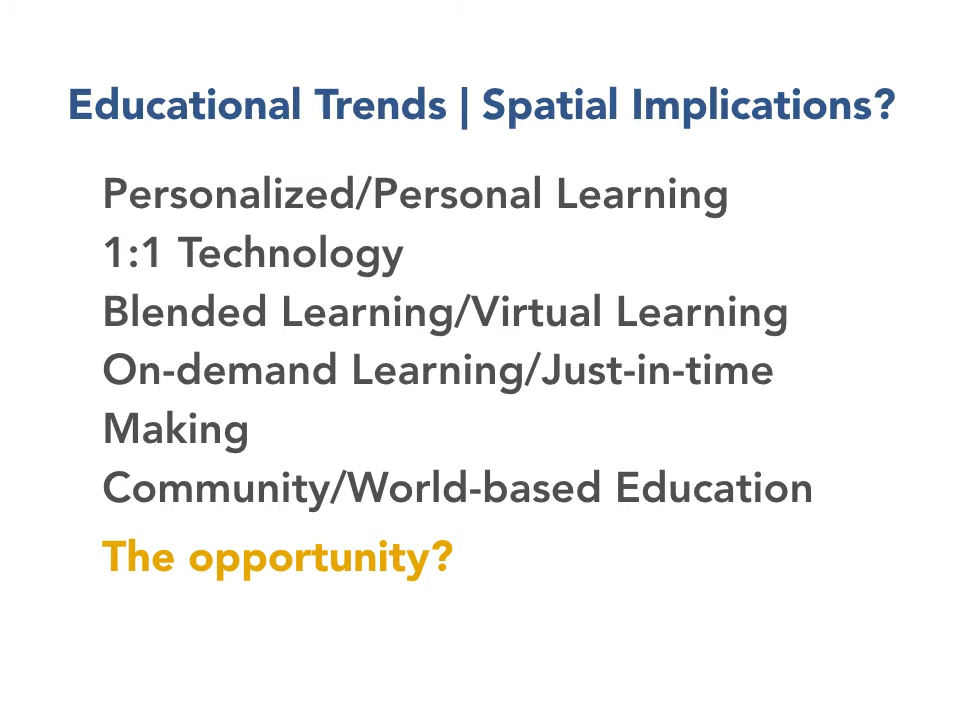 Educational Trends | Spatial Implications?
Personalized/Personal Learning
1:1 Technology
Blended Learning/Virtual Learning
On-demand Learning/Just-in-time
Making
Community/World-based Education
The opportunity?